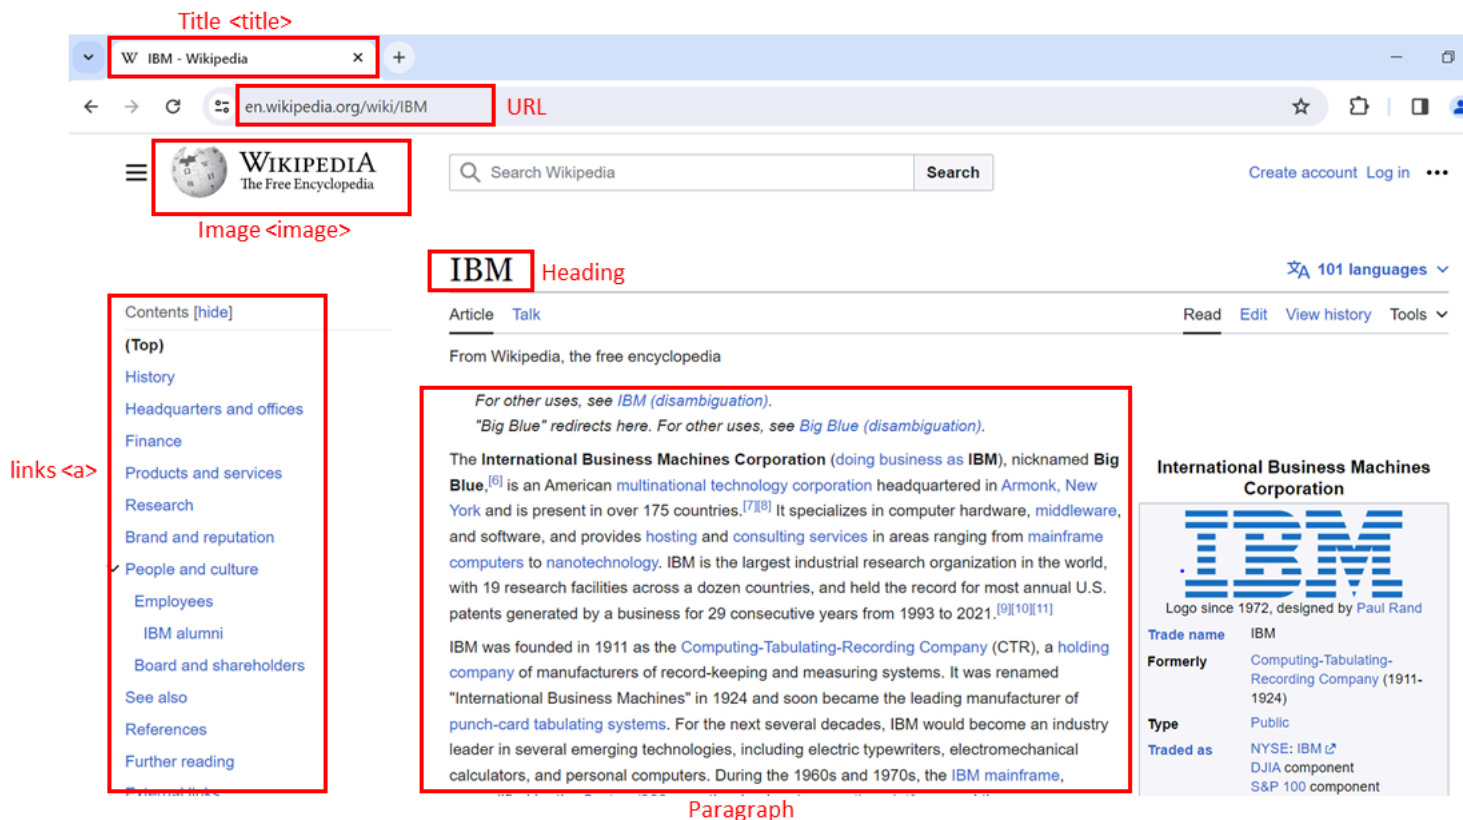 Title <title>
IBM - Wikipedia
en.wikipedia.org/wiki/IBM
URL
WIKIPEDIA
The Free Encyclopedia
Search Wikipedia
Search
Create account Log in
Image <image>
IBM
Heading
101 languages
Article Talk
Read Edit View history Tools
From Wikipedia, the free encyclopedia
links <a>
Contents [hide]
(Top)
History
Headquarters and offices
Finance
Products and services
Research
Brand and reputation
People and culture
Employees
IBM alumni
Board and shareholders
See also
References
Further reading
For other uses, see IBM (disambiguation).
"Big Blue" redirects here. For other uses, see Big Blue (disambiguation).
The International Business Machines Corporation (doing business as IBM), nicknamed Big
Blue,[6] is an American multinational technology corporation headquartered in Armonk, New
York and is present in over 175 countries.[7][8] It specializes in computer hardware, middleware,
and software, and provides hosting and consulting services in areas ranging from mainframe
computers to nanotechnology. IBM is the largest industrial research organization in the world,
with 19 research facilities across a dozen countries, and held the record for most annual U.S.
patents generated by a business for 29 consecutive years from 1993 to 2021.[9][10][11]
IBM was founded in 1911 as the Computing-Tabulating-Recording Company (CTR), a holding
company of manufacturers of record-keeping and measuring systems. It was renamed
"International Business Machines" in 1924 and soon became the leading manufacturer of
punch-card tabulating systems. For the next several decades, IBM would become an industry
leader in several emerging technologies, including electric typewriters, electromechanical
calculators, and personal computers. During the 1960s and 1970s, the IBM mainframe,
Paragraph
International Business Machines
Corporation
IBM
Logo since 1972, designed by Paul Rand
Trade name IBM
Formerly Computing-Tabulating-
Recording Company (1911-
1924)
Type Public
Traded as NYSE: IBM
DJIA component
S&P 100 component